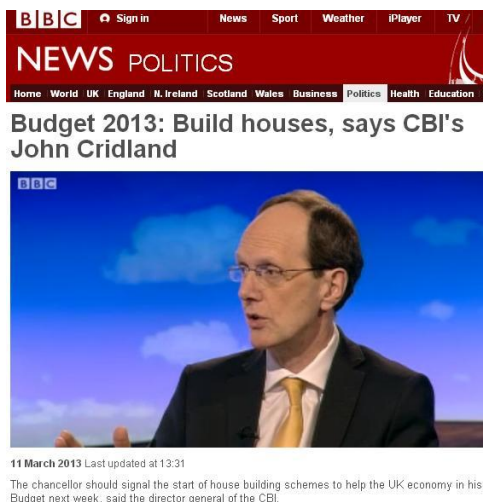 BBC Sign in News Sport Weather iPlayer TV
NEWS POLITICS
Home World UK England N. Ireland Scotland Wales Business Politics Health Education
Budget 2013: Build houses, says CBI's
John Cridland
BBC
11 March 2013 Last updated at 13:31
The chancellor should signal the start of house building schemes to help the UK economy in his
Budget next week, said the director general of the CBI.